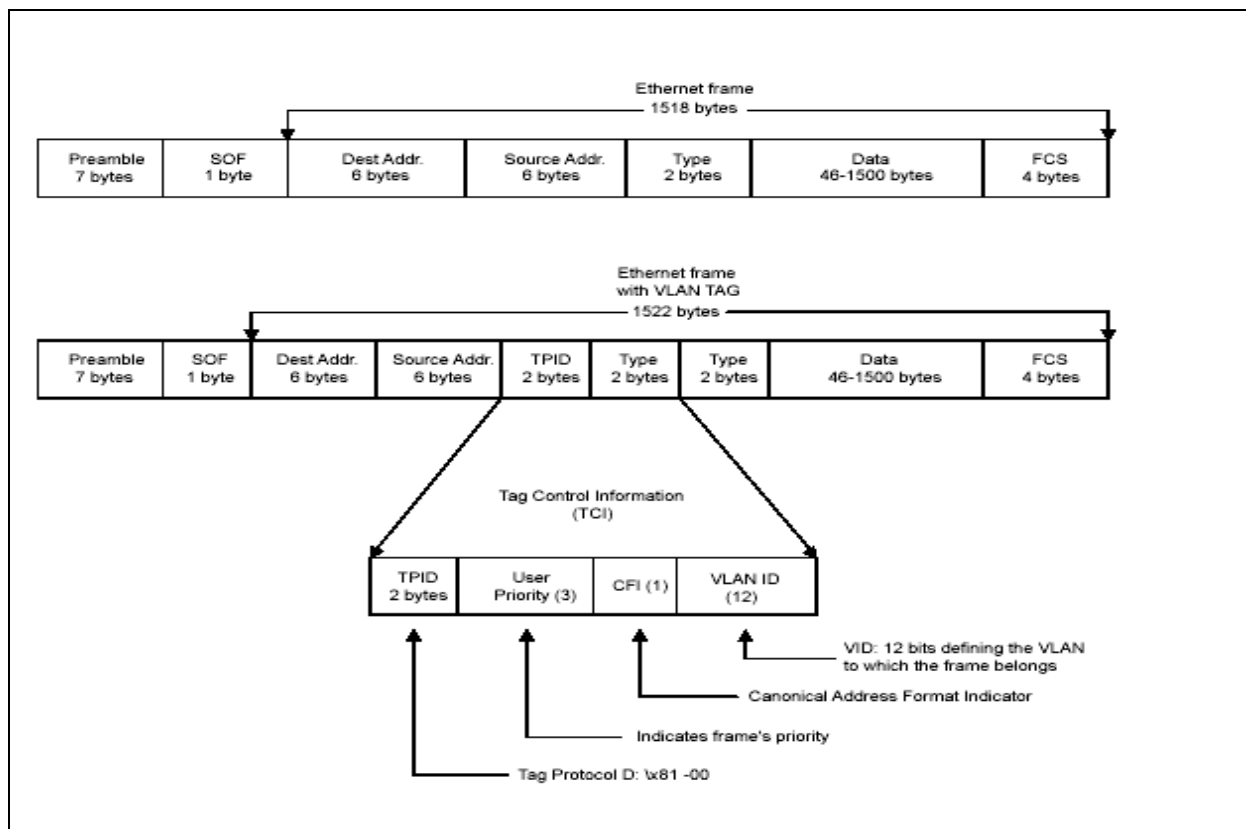 Ethernet frame
1518 bytes
Preamble
7 bytes
SOF
1 byte
Dest Addr.
6 bytes
Source Addr.
6 bytes
Type
2 bytes
Data
46-1500 bytes
FCS
4 bytes
Ethernet frame
with VLAN TAG
1522 bytes
Preamble
7 bytes
SOF
1 byte
Dest Addr.
6 bytes
Source Addr.
6 bytes
TPID
2 bytes
Type
2 bytes
Type
2 bytes
Data
46-1500 bytes
FCS
4 bytes
Tag Control Information
(TCI)
TPID
2 bytes
User
Priority (3)
CFI (1)
VLAN ID
(12)
VID: 12 bits defining the VLAN
to which the frame belongs
Canonical Address Format Indicator
Indicates frame's priority
Tag Protocol D: \x81 -00